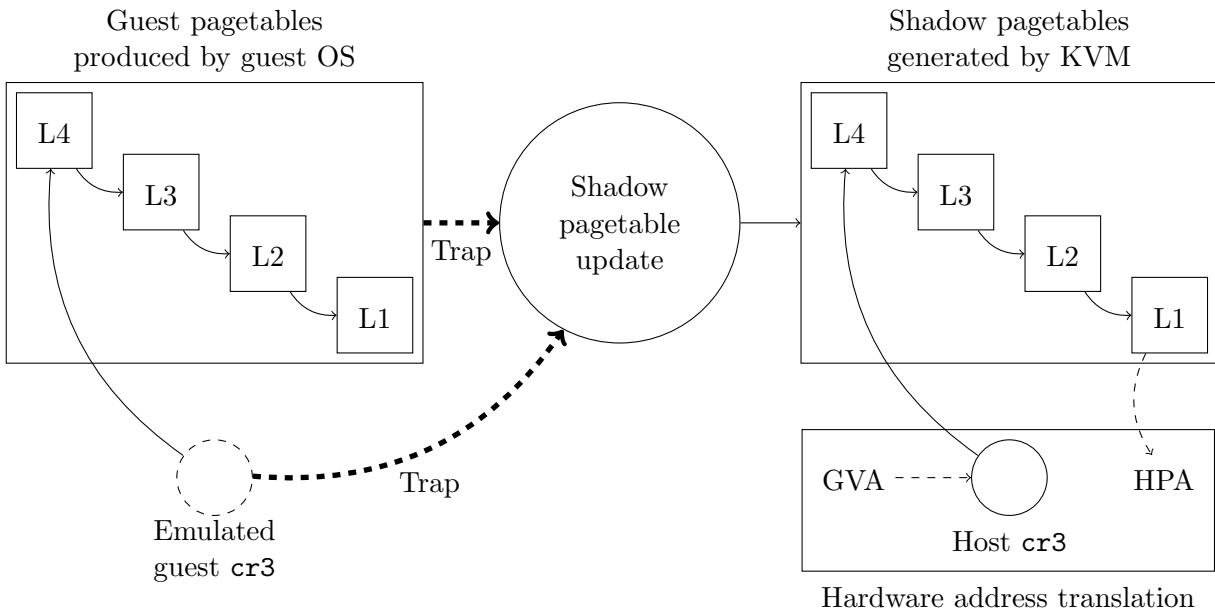 Guest pagetables
produced by guest OS
Shadow pagetables
generated by KVM
L4
L3
L2
L1
Trap
Shadow
pagetable
update
L4
L3
L2
L1
Trap
Emulated
guest cr3
GVA
HPA
Host cr3
Hardware address translation